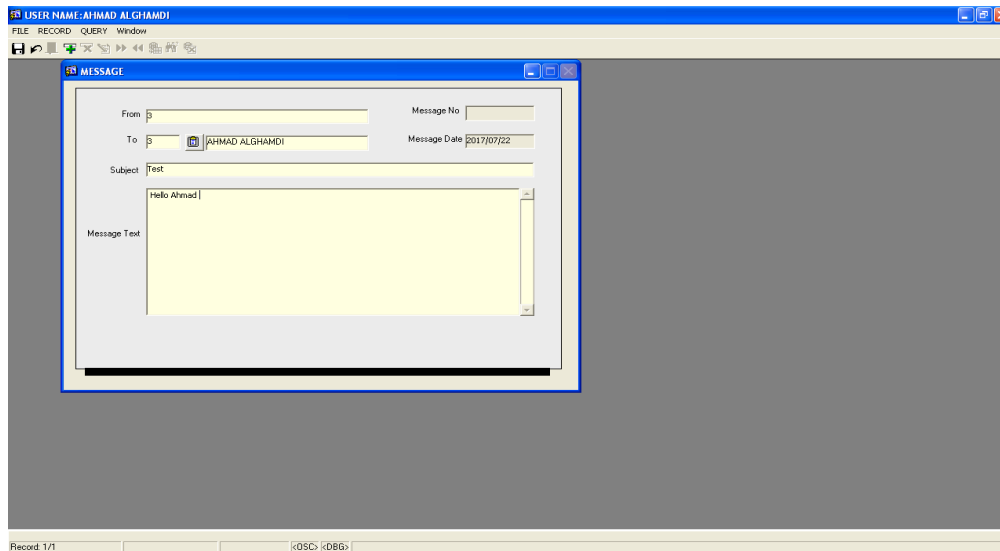 USER NAME:AHMAD ALGHAMDI
FILE RECORD QUERY Window
MESSAGE
From 3 Message No
To 3 AHMAD ALGHAMDI Message Date 2017/07/22
Subject Test
Message Text Hello Ahmad
Record: 1/1 <OSC> <DBG>